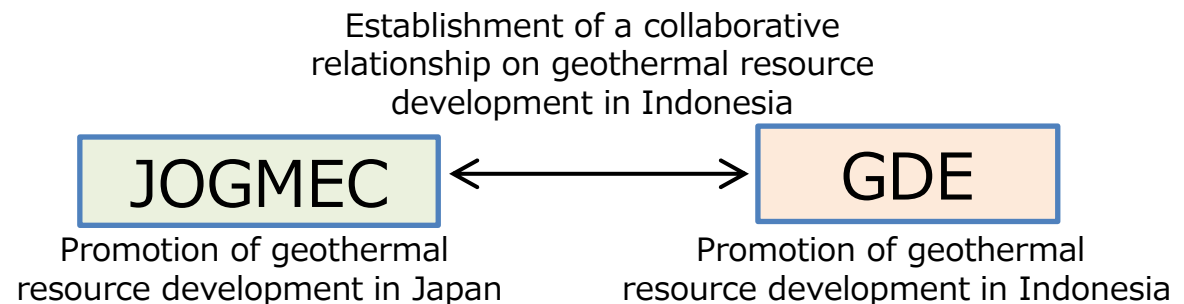 Establishment of a collaborative
relationship on geothermal resource
development in Indonesia
JOGMEC
GDE
Promotion of geothermal
resource development in Japan
Promotion of geothermal
resource development in Indonesia